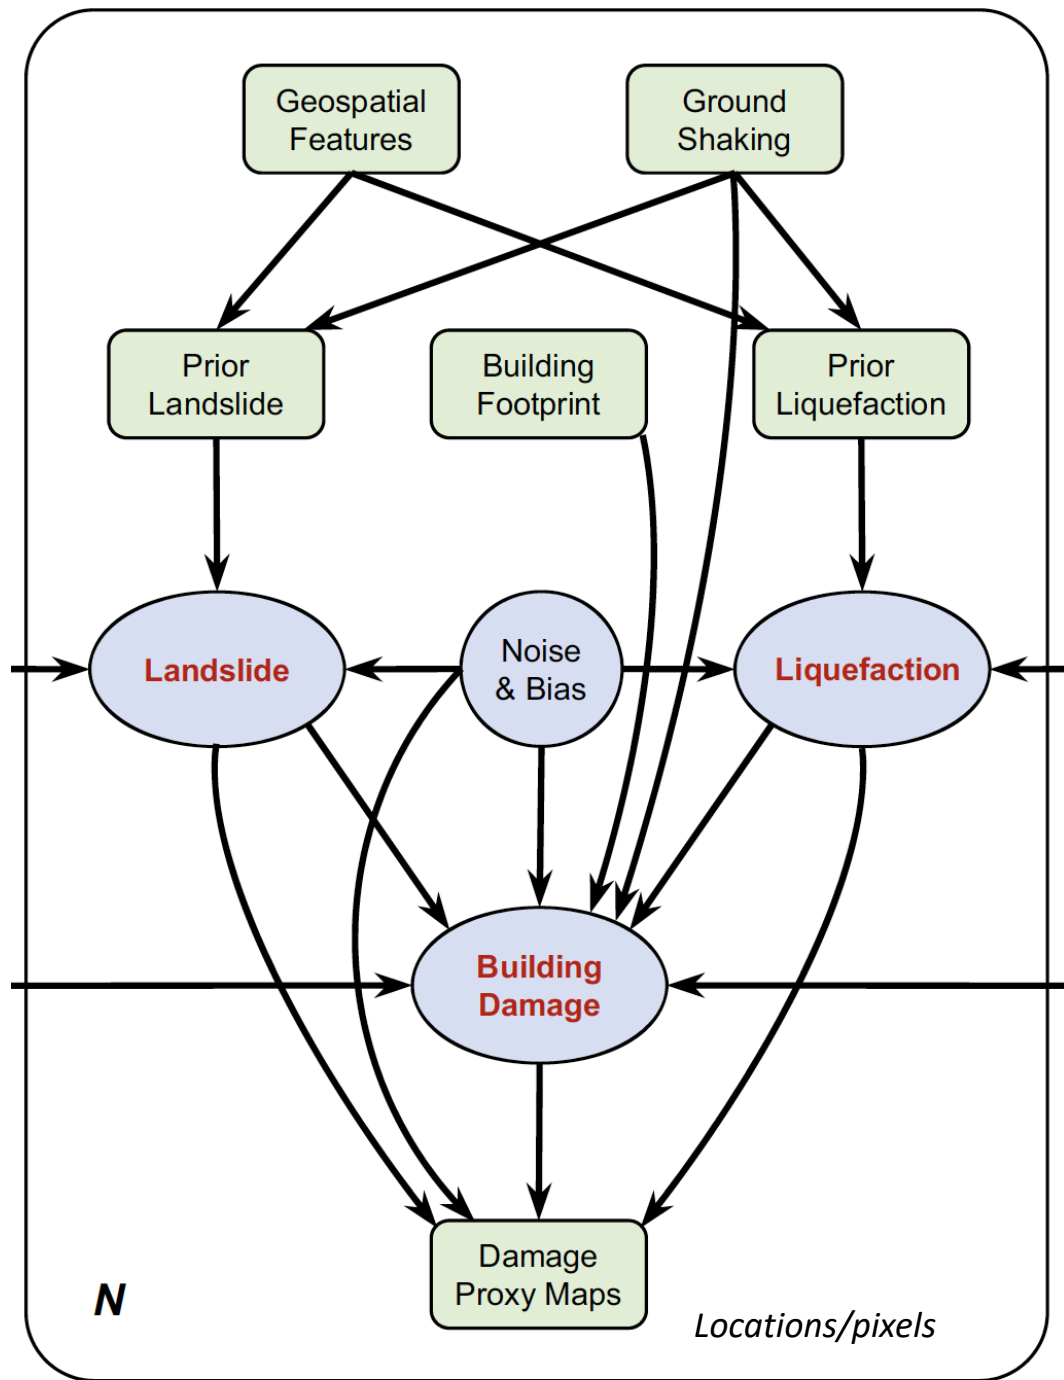 Geospatial
Features
Ground
Shaking
Prior
Landslide
Building
Footprint
Prior
Liquefaction
Landslide
Noise
& Bias
Liquefaction
Building
Damage
Damage
Proxy Maps
N
Locations/pixels